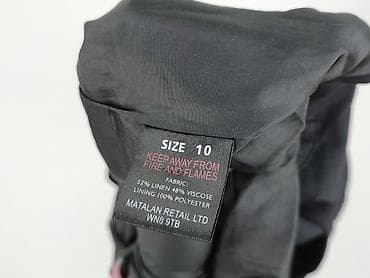 SIZE 10
KEEP AWAY FROM
FIRE AND FLAMES
FABRIC:
52% LINEN 48% VISCOSE
LINING 100% POLYESTER
MATALAN RETAIL LTD
WN8 9TB